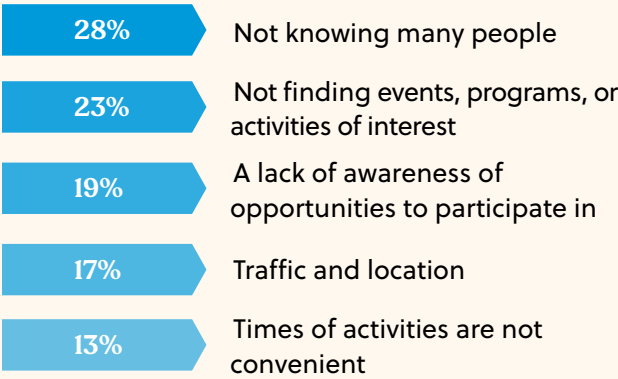 28% Not knowing many people
23% Not finding events, programs, or
activities of interest
19% A lack of awareness of
opportunities to participate in
17% Traffic and location
13% Times of activities are not
convenient